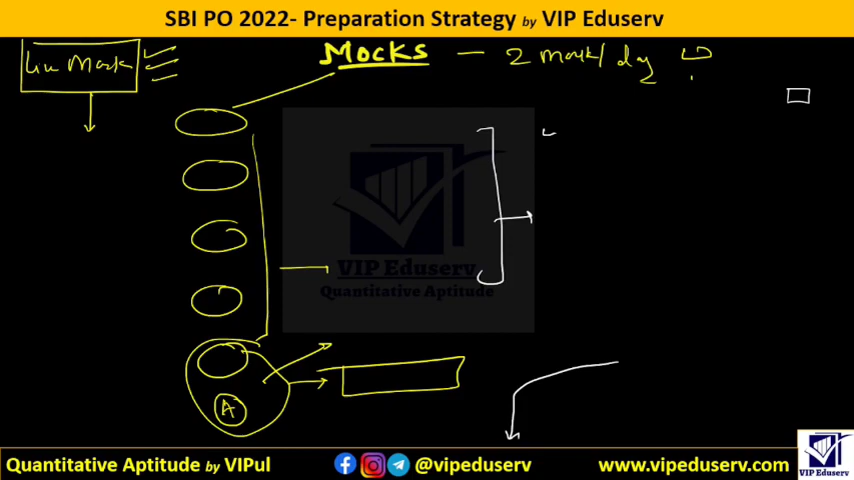 SBI PO 2022- Preparation Strategy by VIP Eduserv
Live Mock
MOCKS — 2 mock/day
VIP Eduserv
Quantitative Aptitude
A
Quantitative Aptitude by VIPul
@vipeduserv
www.vipeduserv.com
VIP Eduserv